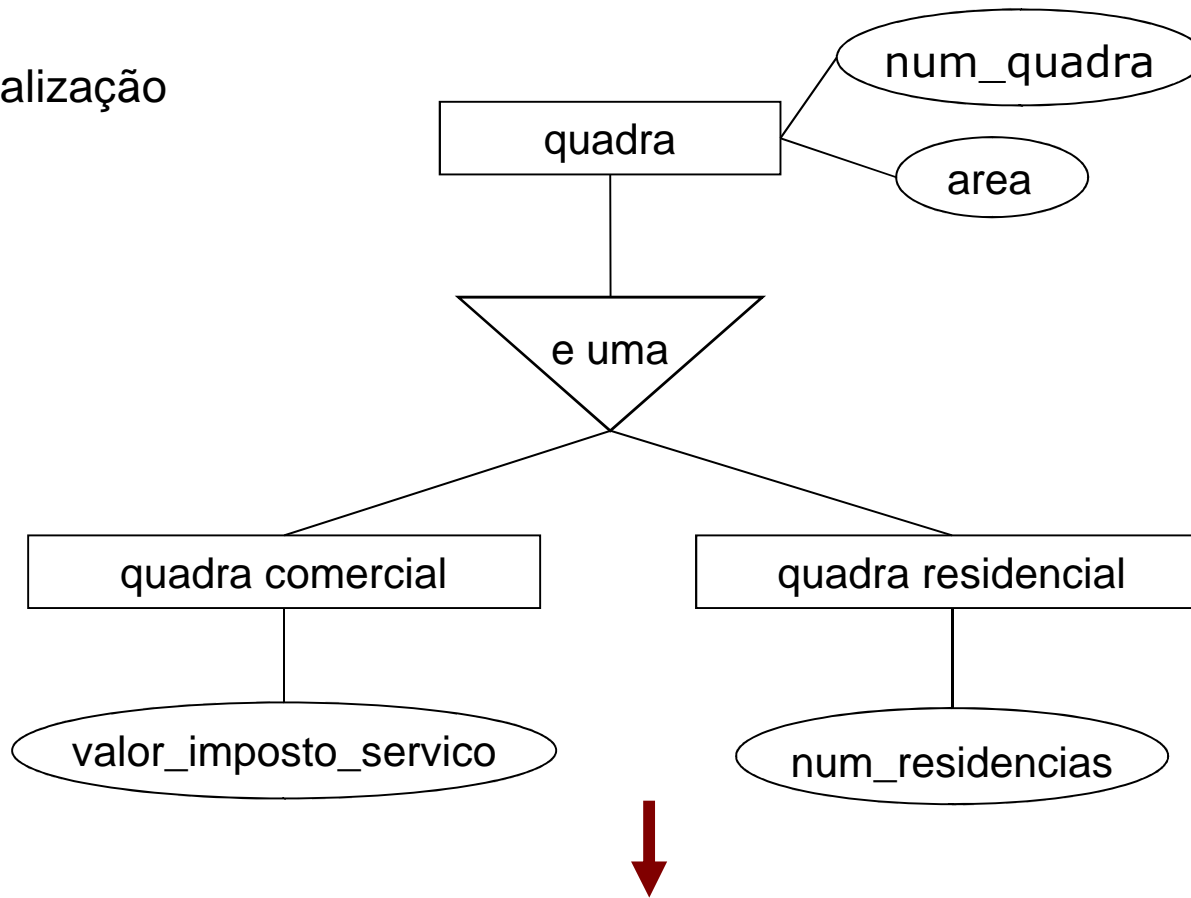 num_quadra
alização
quadra
area
e uma
quadra comercial
quadra residencial
valor_imposto_servico
num_residencias